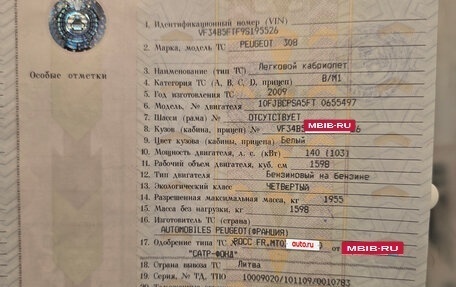 1. Идентификационный номер (VIN)
VF34B5FTF9S195526
2. Марка, модель ТС PEUGEOT 308
3. Наименование (тип ТС) Легковой кабриолет
Особые отметки
4. Категория ТС (A, B, C, D, прицеп) B/M1
5. Год изготовления ТС 2009
6. Модель, № двигателя 10FJBCPSA5FT 0655497
7. Шасси (рама) № ОТСУТСТВУЕТ
8. Кузов (кабина, прицеп) № VF34B5 MBIB-RU 6
9. Цвет кузова (кабины, прицепа) Белый
10. Мощность двигателя, л. с. (кВт) 140 (103)
11. Рабочий объем двигателя, куб. см 1598
12. Тип двигателя Бензиновый на бензине
13. Экологический класс ЧЕТВЕРТЫЙ
14. Разрешенная максимальная масса, кг 1955
15. Масса без нагрузки, кг 1598
16. Изготовитель ТС (страна)
AUTOMOBILES PEUGEOT(ФРАНЦИЯ)
17. Одобрение типа ТС № РОСС FR.МТ02 auto.ru от MBIB-RU
"САТР-ФОНД"
18. Страна вывоза ТС Литва
19. Серия, № ТД, ТПО 10009020/101109/0010783